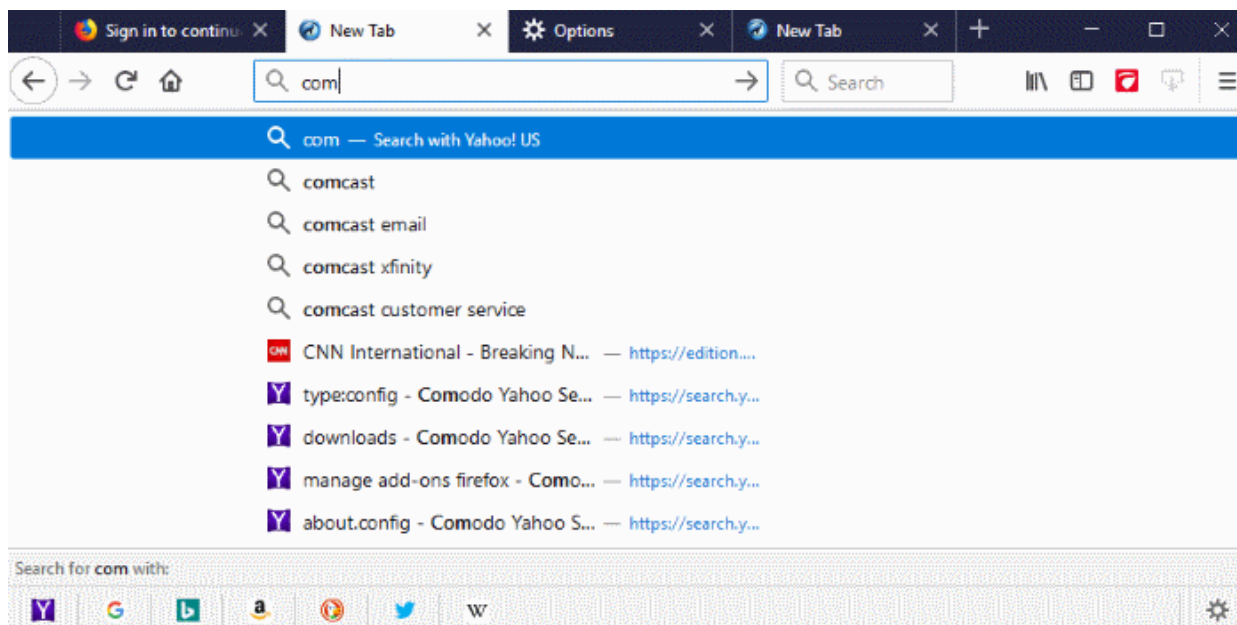 Sign in to continu
New Tab
Options
New Tab
com
Search
com — Search with Yahoo! US
comcast
comcast email
comcast xfinity
comcast customer service
CNN CNN International - Breaking N... — https://edition....
type:config - Comodo Yahoo Se... — https://search.y...
downloads - Comodo Yahoo Se... — https://search.y...
manage add-ons firefox - Como... — https://search.y...
about.config - Comodo Yahoo S... — https://search.y...
Search for com with:
Y G b a W